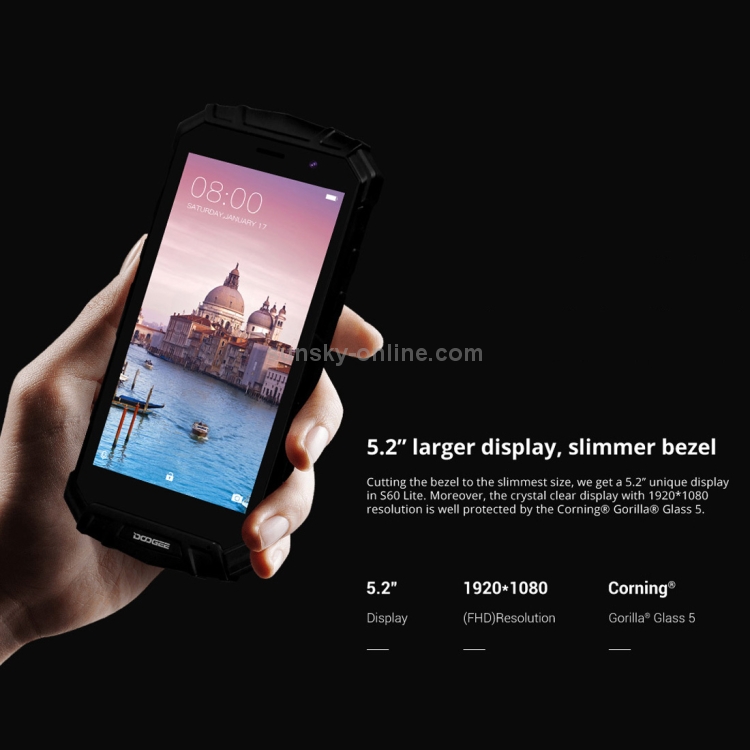 08:00
SATURDAY,JANUARY 13
nsky-online.com
5.2” larger display, slimmer bezel
Cutting the bezel to the slimmest size, we get a 5.2” unique display
in S60 Lite. Moreover, the crystal clear display with 1920*1080
resolution is well protected by the Corning® Gorilla® Glass 5.
DOOGEE
5.2” 1920*1080 Corning®
Display (FHD)Resolution Gorilla® Glass 5